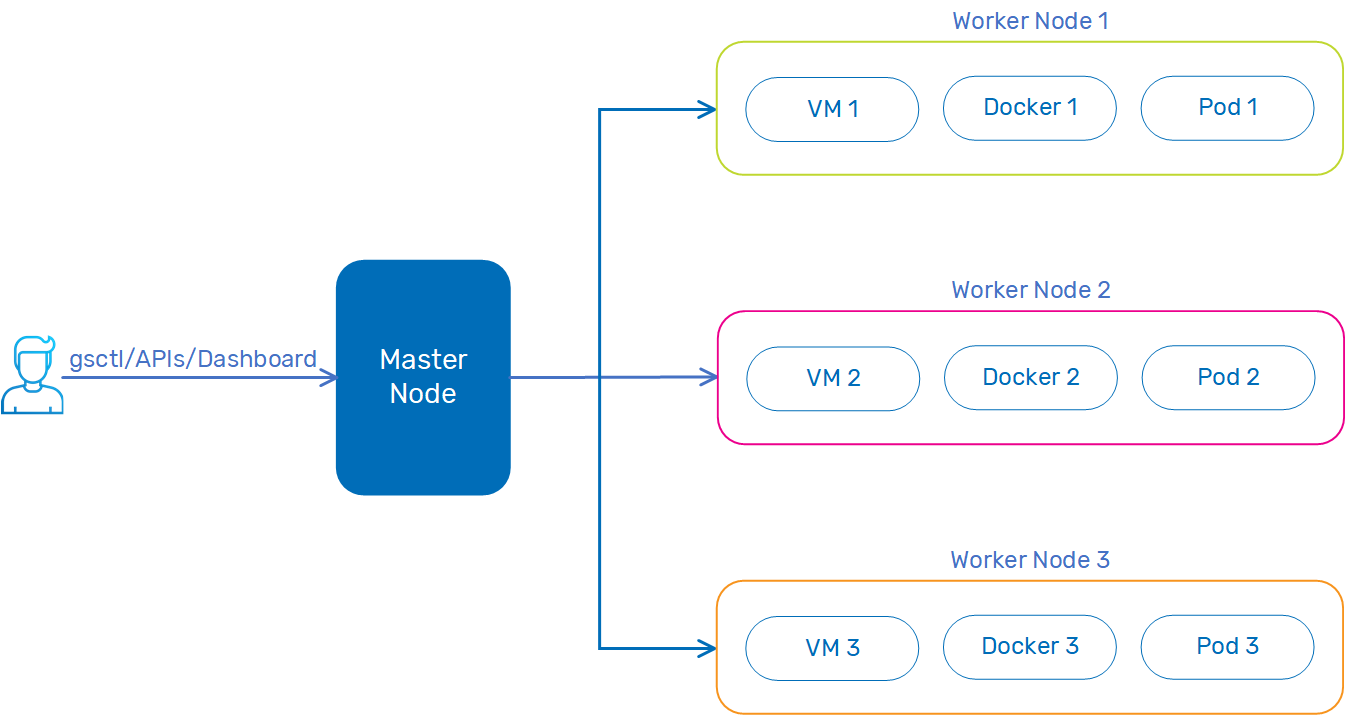 Worker Node 1
VM 1
Docker 1
Pod 1
gsctl/APIs/Dashboard
Master
Node
Worker Node 2
VM 2
Docker 2
Pod 2
Worker Node 3
VM 3
Docker 3
Pod 3